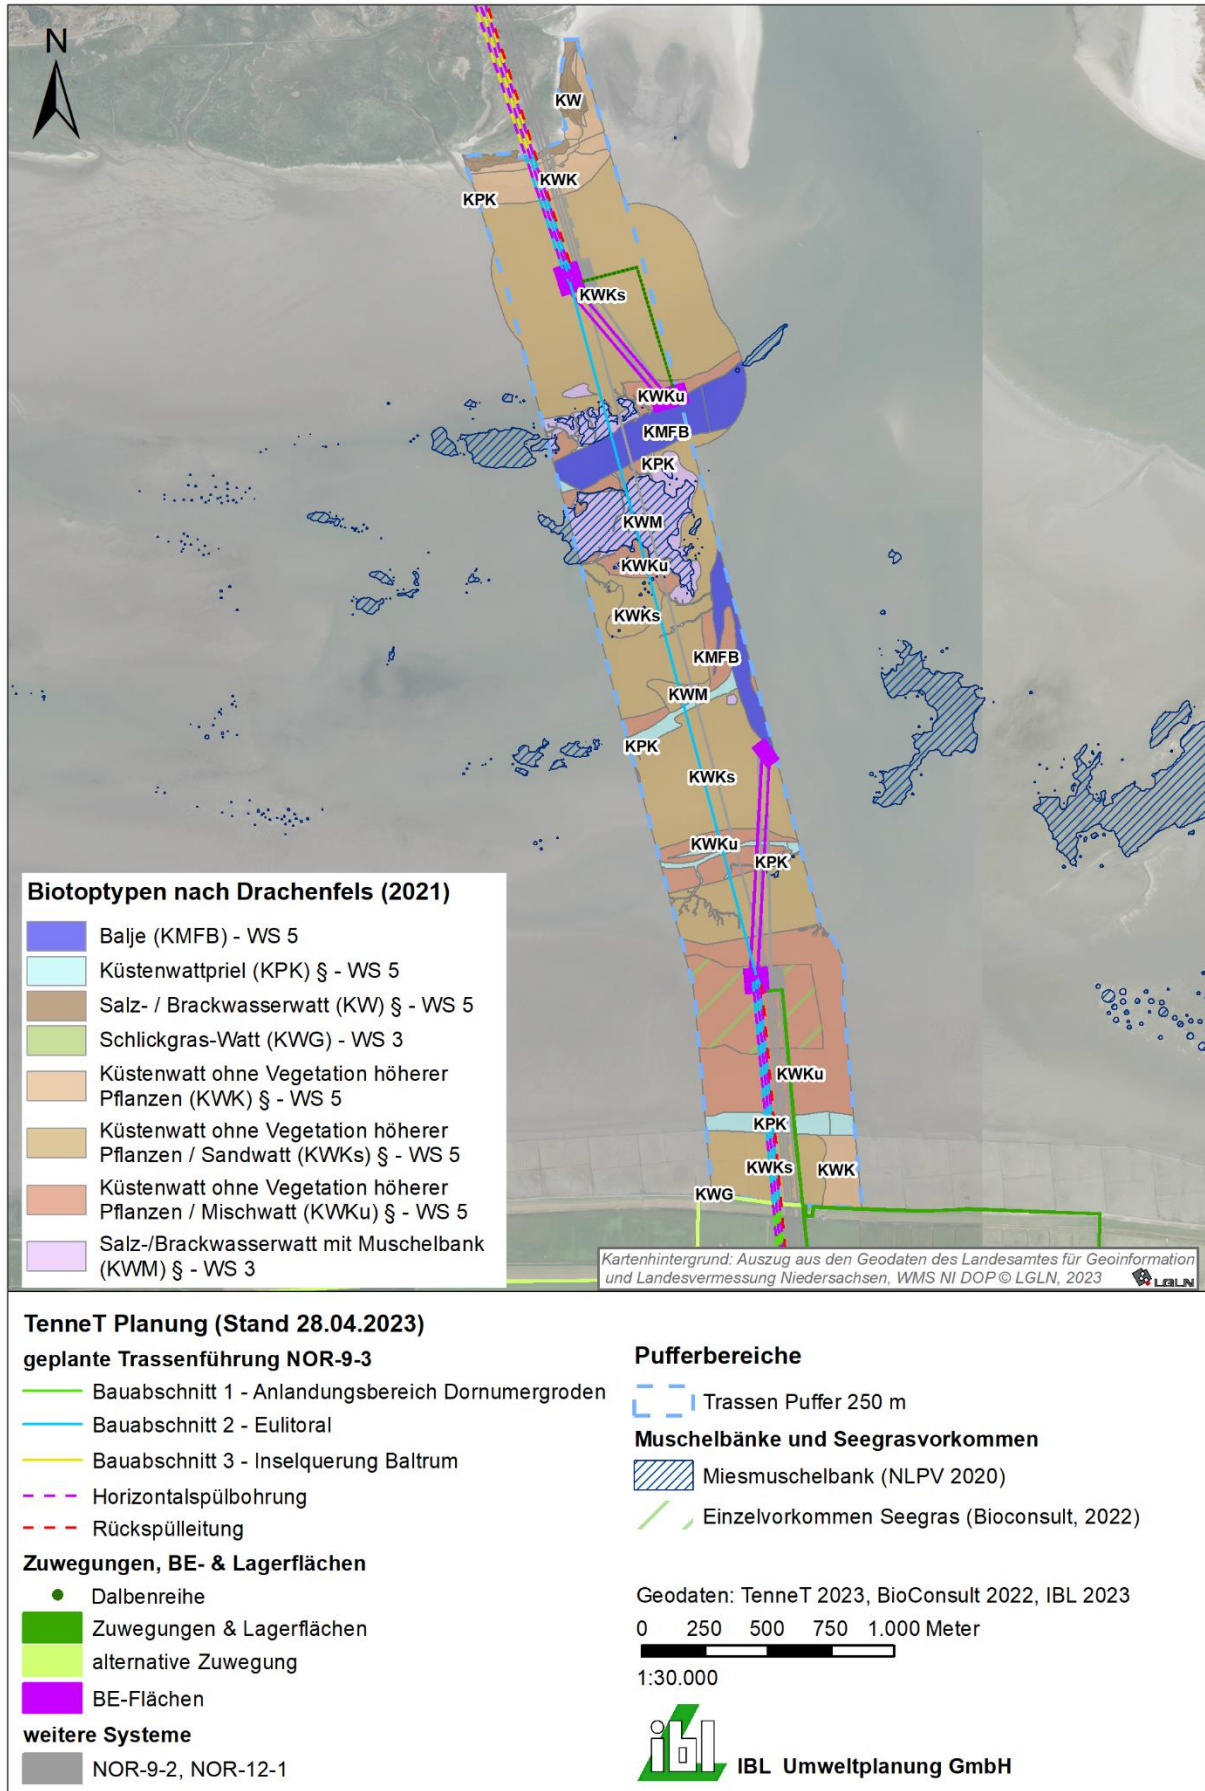 N
KW
KWK
KPK
KWKs
KWKu
KMFB
KPK
KWM
KWKu
KWKs
KMFB
KWM
KPK
KWKs
KWKu
KPK
KWKu
KPK
KWKs
KWK
KWG
Biotoptypen nach Drachenfels (2021)
Balje (KMFB) - WS 5
Küstenwattpriel (KPK) § - WS 5
Salz- / Brackwasserwatt (KW) § - WS 5
Schlickgras-Watt (KWG) - WS 3
Küstenwatt ohne Vegetation höherer
Pflanzen (KWK) § - WS 5
Küstenwatt ohne Vegetation höherer
Pflanzen / Sandwatt (KWKs) § - WS 5
Küstenwatt ohne Vegetation höherer
Pflanzen / Mischwatt (KWKu) § - WS 5
Salz-/Brackwasserwatt mit Muschelbank
(KWM) § - WS 3
Kartenhintergrund: Auszug aus den Geodaten des Landesamtes für Geoinformation
und Landesvermessung Niedersachsen, WMS NI DOP © LGLN, 2023
LGLN
TenneT Planung (Stand 28.04.2023)
geplante Trassenführung NOR-9-3
Bauabschnitt 1 - Anlandungsbereich Dornumergroden
Bauabschnitt 2 - Eulitoral
Bauabschnitt 3 - Inselquerung Baltrum
Horizontalspülbohrung
Rückspülleitung
Zuwegungen, BE- & Lagerflächen
Dalbenreihe
Zuwegungen & Lagerflächen
alternative Zuwegung
BE-Flächen
weitere Systeme
NOR-9-2, NOR-12-1
Pufferbereiche
Trassen Puffer 250 m
Muschelbänke und Seegrasvorkommen
Miesmuschelbank (NLPV 2020)
Einzelvorkommen Seegras (Bioconsult, 2022)
Geodaten: TenneT 2023, BioConsult 2022, IBL 2023
0 250 500 750 1.000 Meter
1:30.000
ibl IBL Umweltplanung GmbH